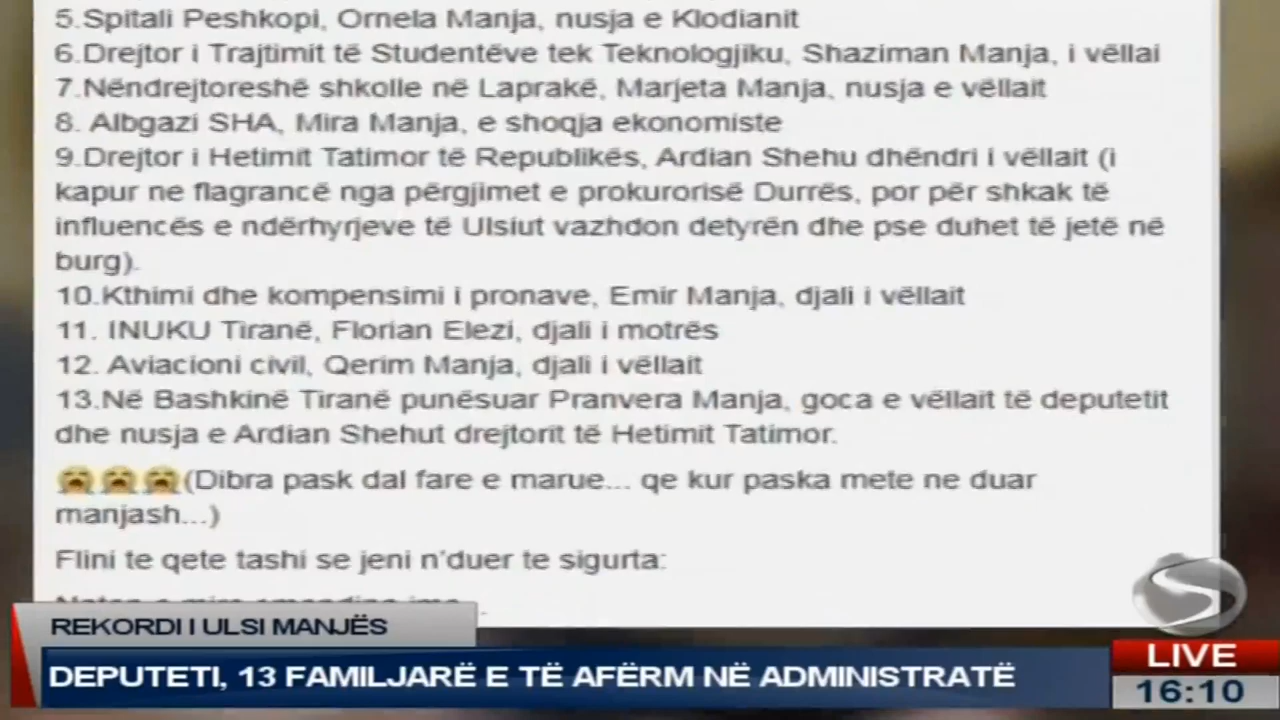 5.Spitali Peshkopi, Ornela Manja, nusja e Klodianit
6.Drejtor i Trajtimit të Studentëve tek Teknologjiku, Shaziman Manja, i vëllai
7.Nëndrejtoreshë shkolle në Laprakë, Marjeta Manja, nusja e vëllait
8. Albgazi SHA, Mira Manja, e shoqja ekonomiste
9.Drejtor i Hetimit Tatimor të Republikës, Ardian Shehu dhëndri i vëllait (i
kapur ne flagrancë nga përgjimet e prokurorisë Durrës, por për shkak të
influencës e ndërhyrjeve të Ulsiut vazhdon detyrën dhe pse duhet të jetë në
burg).
10.Kthimi dhe kompensimi i pronave, Emir Manja, djali i vëllait
11. INUKU Tiranë, Florian Elezi, djali i motrës
12. Aviacioni civil, Qerim Manja, djali i vëllait
13.Në Bashkinë Tiranë punësuar Pranvera Manja, goca e vëllait të deputetit
dhe nusja e Ardian Shehut drejtorit të Hetimit Tatimor.
😭😭😭(Dibra pask dal fare e marue... qe kur paska mete ne duar
manjash...)
Flini te qete tashi se jeni n'duer te sigurta:
REKORDI I ULSI MANJËS
DEPUTETI, 13 FAMILJARË E TË AFËRM NË ADMINISTRATË
LIVE
16:10